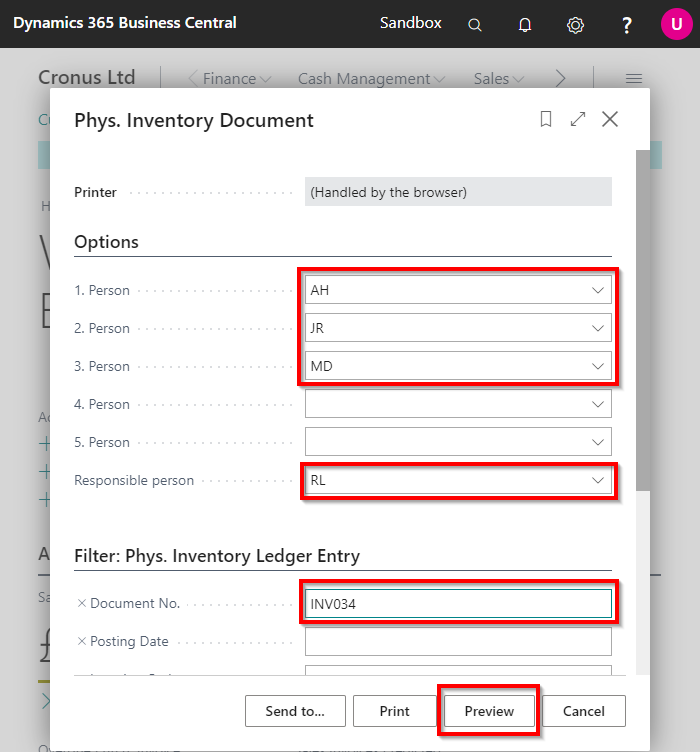 Dynamics 365 Business Central Sandbox ? U
Cronus Ltd Finance Cash Management Sales
Phys. Inventory Document
Printer (Handled by the browser)
Options
1. Person AH
2. Person JR
3. Person MD
4. Person
5. Person
Responsible person RL
Filter: Phys. Inventory Ledger Entry
× Document No. INV034
× Posting Date
Send to... Print Preview Cancel